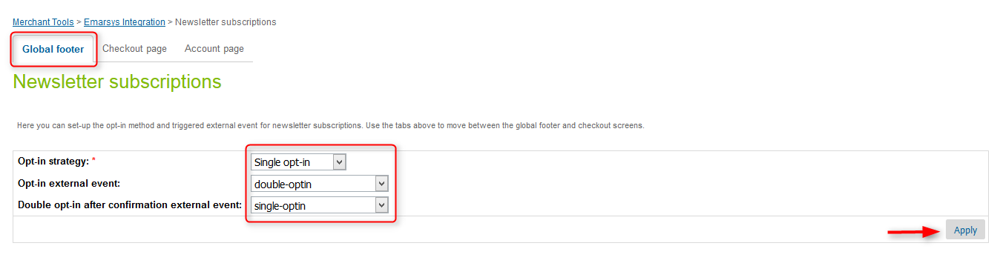 Merchant Tools > Emarsys Integration > Newsletter subscriptions
Global footer Checkout page Account page
Newsletter subscriptions
Here you can set-up the opt-in method and triggered external event for newsletter subscriptions. Use the tabs above to move between the global footer and checkout screens.
Opt-in strategy: * Single opt-in
Opt-in external event: double-optin
Double opt-in after confirmation external event: single-optin
Apply